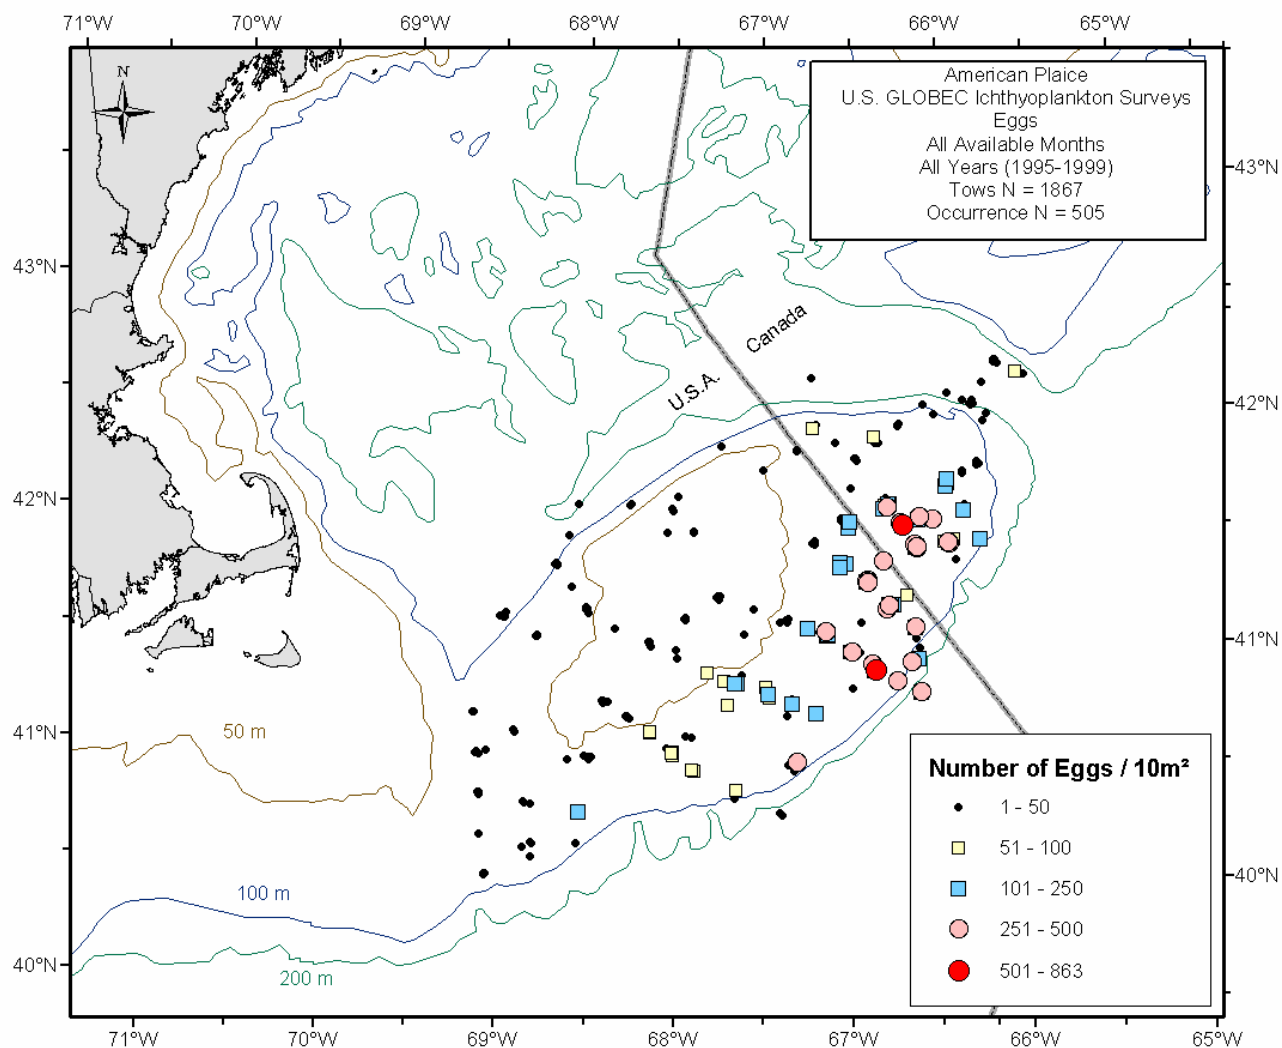 71°W 70°W 69°W 68°W 67°W 66°W 65°W
N
American Plaice
U.S. GLOBEC Ichthyoplankton Surveys
Eggs
All Available Months
All Years (1995-1999)
Tows N = 1867
Occurrence N = 505
43°N
43°N
Canada
U.S.A.
42°N
42°N
41°N
41°N
50 m
Number of Eggs / 10m²
1 - 50
51 - 100
101 - 250
251 - 500
501 - 863
40°N
100 m
40°N
200 m
71°W 70°W 69°W 68°W 67°W 66°W 65°W